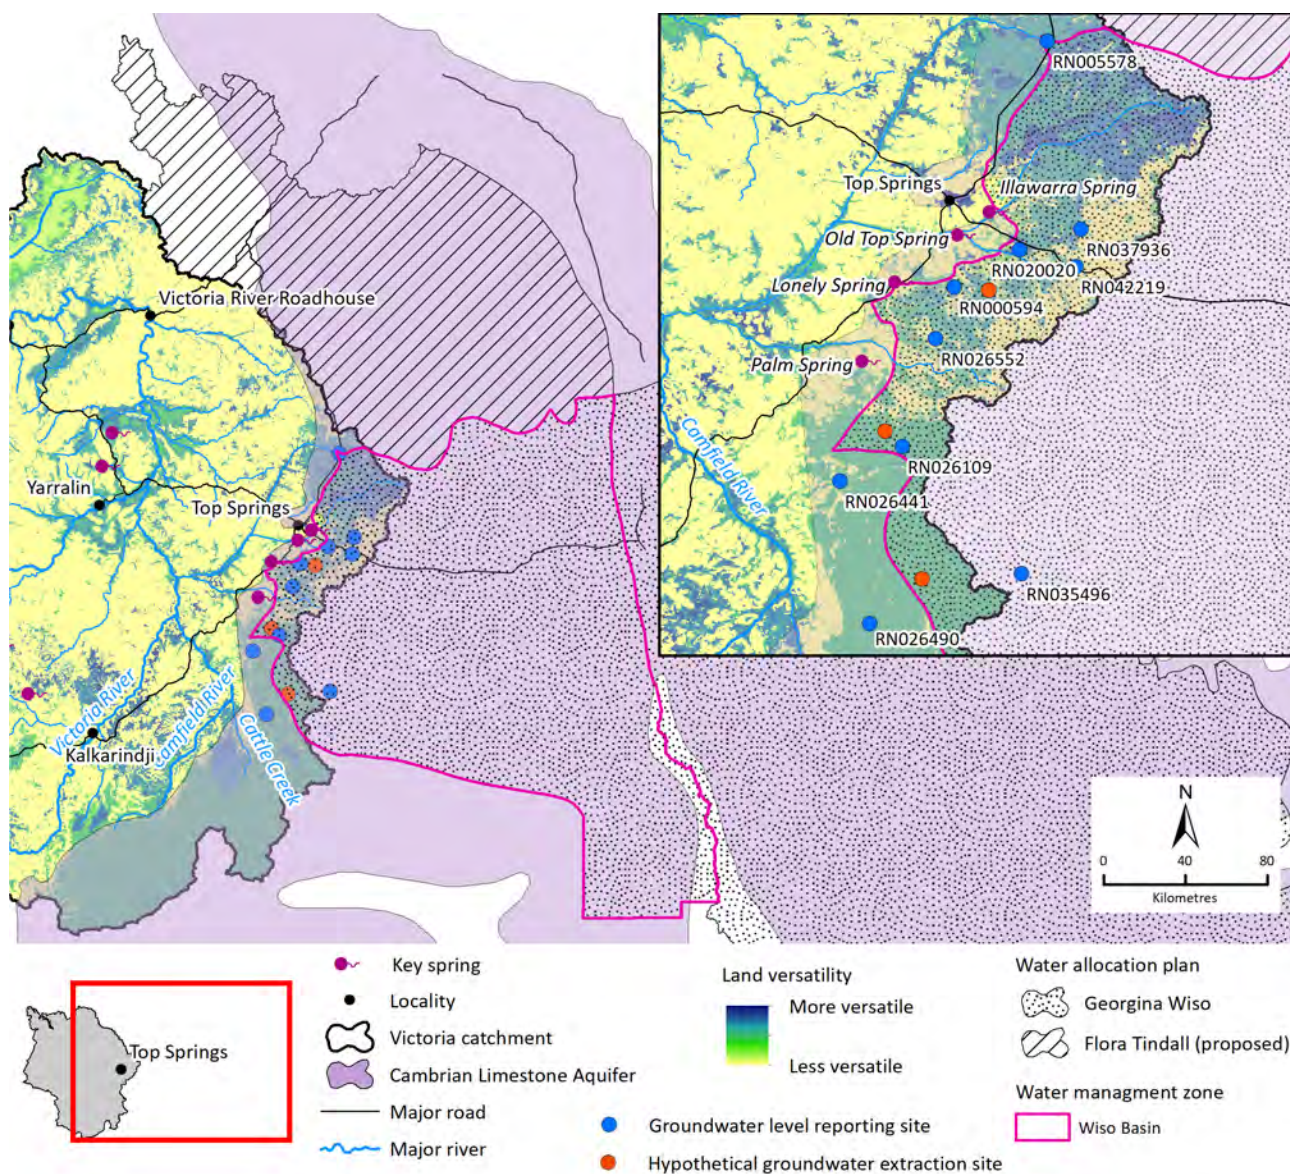 RN005578
Top Springs
Illawarra Spring
Old Top Spring
RN037936
RN020020
Lonely Spring
RN042219
RN000594
RN026552
Palm Spring
Camfield River
RN026109
RN026441
RN035496
RN026490
Victoria River Roadhouse
Yarralin
Top Springs
Victoria River
Camfield River
Kalkarindji
Cattle Creek
N
0 40 80
Kilometres
Top Springs
Key spring
Locality
Victoria catchment
Cambrian Limestone Aquifer
Major road
Major river
Land versatility
More versatile
Less versatile
Groundwater level reporting site
Hypothetical groundwater extraction site
Water allocation plan
Georgina Wiso
Flora Tindall (proposed)
Water managment zone
Wiso Basin